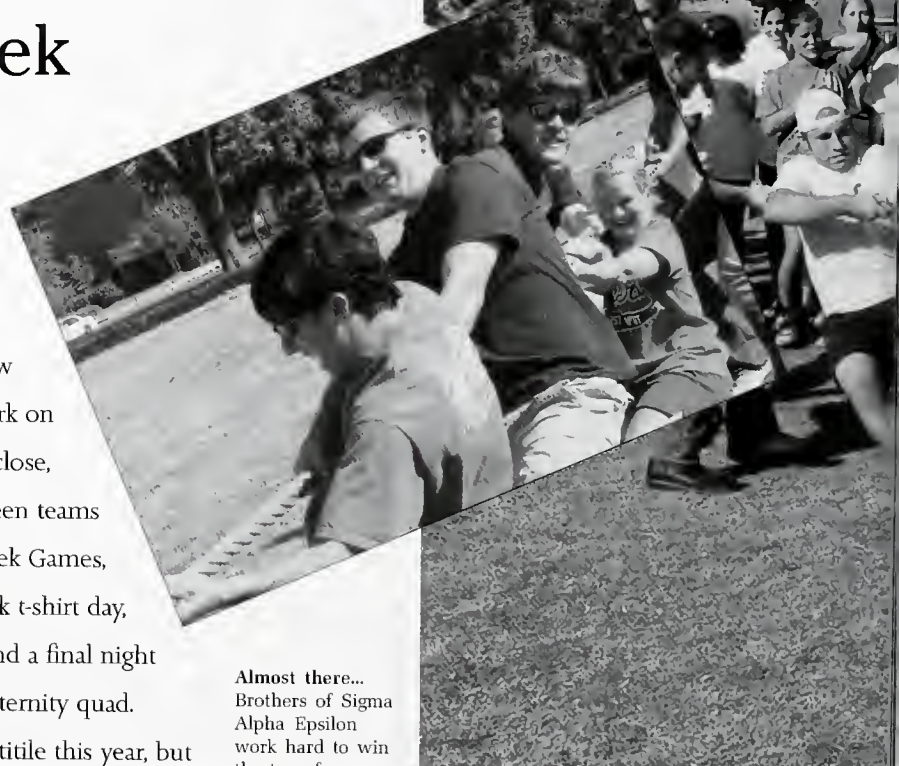 ek
w
rk on
close,
een teams
ek Games,
k t-shirt day,
nd a final night
ternity quad.
titile this year, but
Almost there...
Brothers of Sigma
Alpha Epsilon
work hard to win